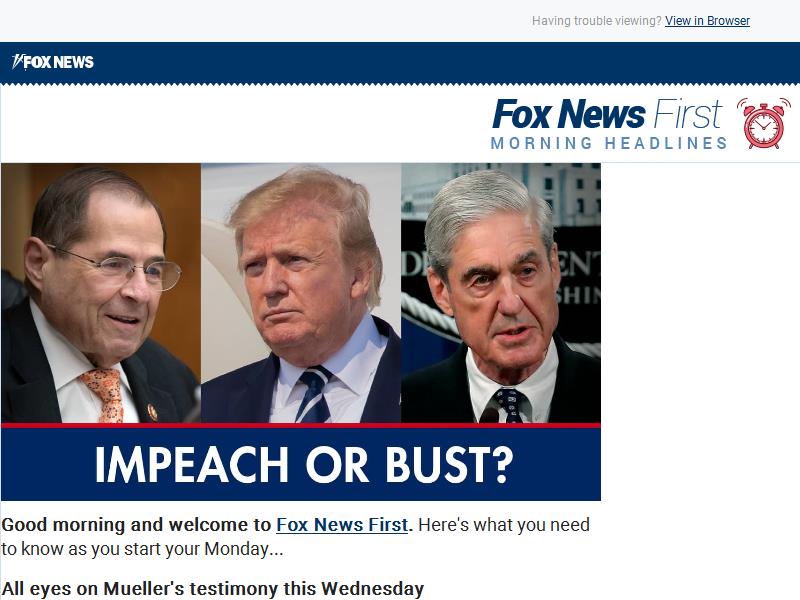 Having trouble viewing? View in Browser
FOX NEWS
Fox News First
MORNING HEADLINES
IMPEACH OR BUST?
Good morning and welcome to Fox News First. Here's what you need
to know as you start your Monday...
All eyes on Mueller's testimony this Wednesday